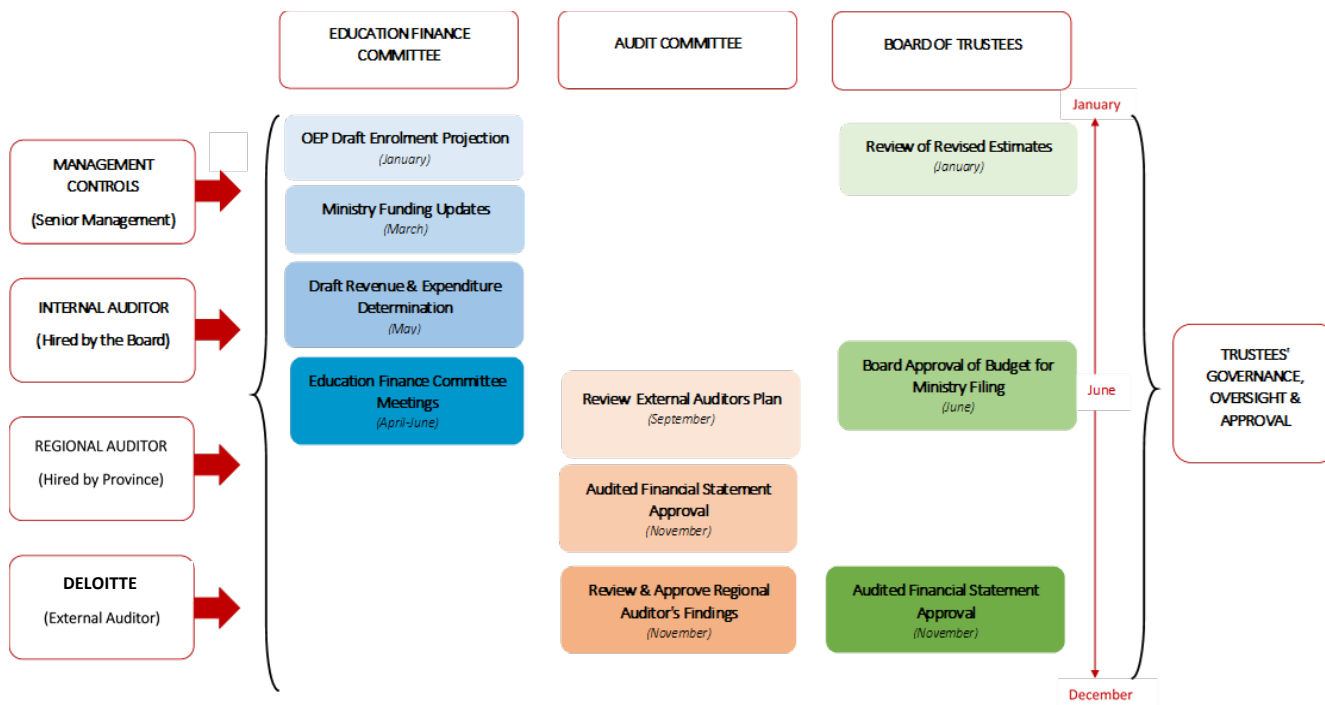 EDUCATION FINANCE
COMMITTEE
AUDIT COMMITTEE
BOARD OF TRUSTEES
January
MANAGEMENT
CONTROLS
(Senior Management)
INTERNAL AUDITOR
(Hired by the Board)
REGIONAL AUDITOR
(Hired by Province)
DELOITTE
(External Auditor)
OEP Draft Enrolment Projection
(January)
Ministry Funding Updates
(March)
Draft Revenue & Expenditure
Determination
(May)
Education Finance Committee
Meetings
(April-June)
Review External Auditors Plan
(September)
Audited Financial Statement
Approval
(November)
Review & Approve Regional
Auditor's Findings
(November)
Review of Revised Estimates
(January)
Board Approval of Budget for
Ministry Filing
(June)
Audited Financial Statement
Approval
(November)
June
December
TRUSTEES'
GOVERNANCE,
OVERSIGHT &
APPROVAL